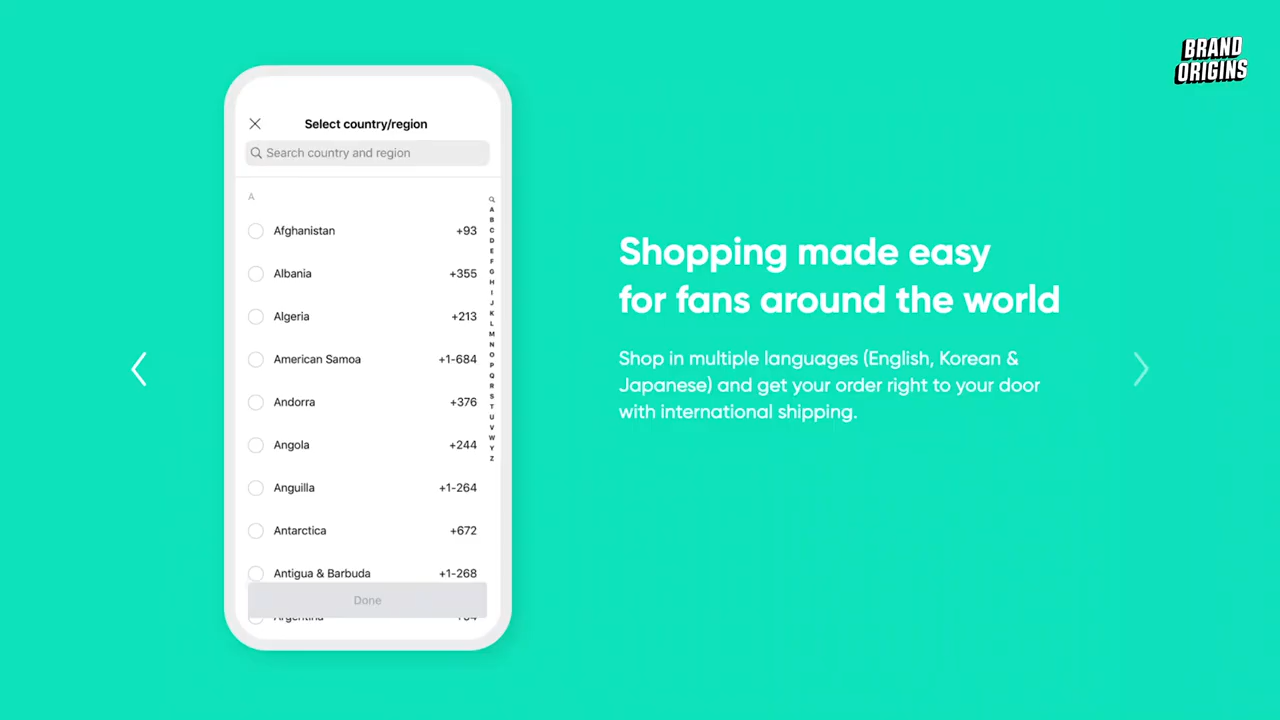 BRAND
ORIGINS
Select country/region
Search country and region
A
Afghanistan +93
Albania +355
Algeria +213
American Samoa +1-684
Andorra +376
Angola +244
Anguilla +1-264
Antarctica +672
Antigua & Barbuda +1-268
Done
Argentina +54
A
B
C
D
E
F
G
H
I
J
K
L
M
N
O
P
Q
R
S
T
U
V
W
Y
Z
Shopping made easy
for fans around the world
Shop in multiple languages (English, Korean &
Japanese) and get your order right to your door
with international shipping.